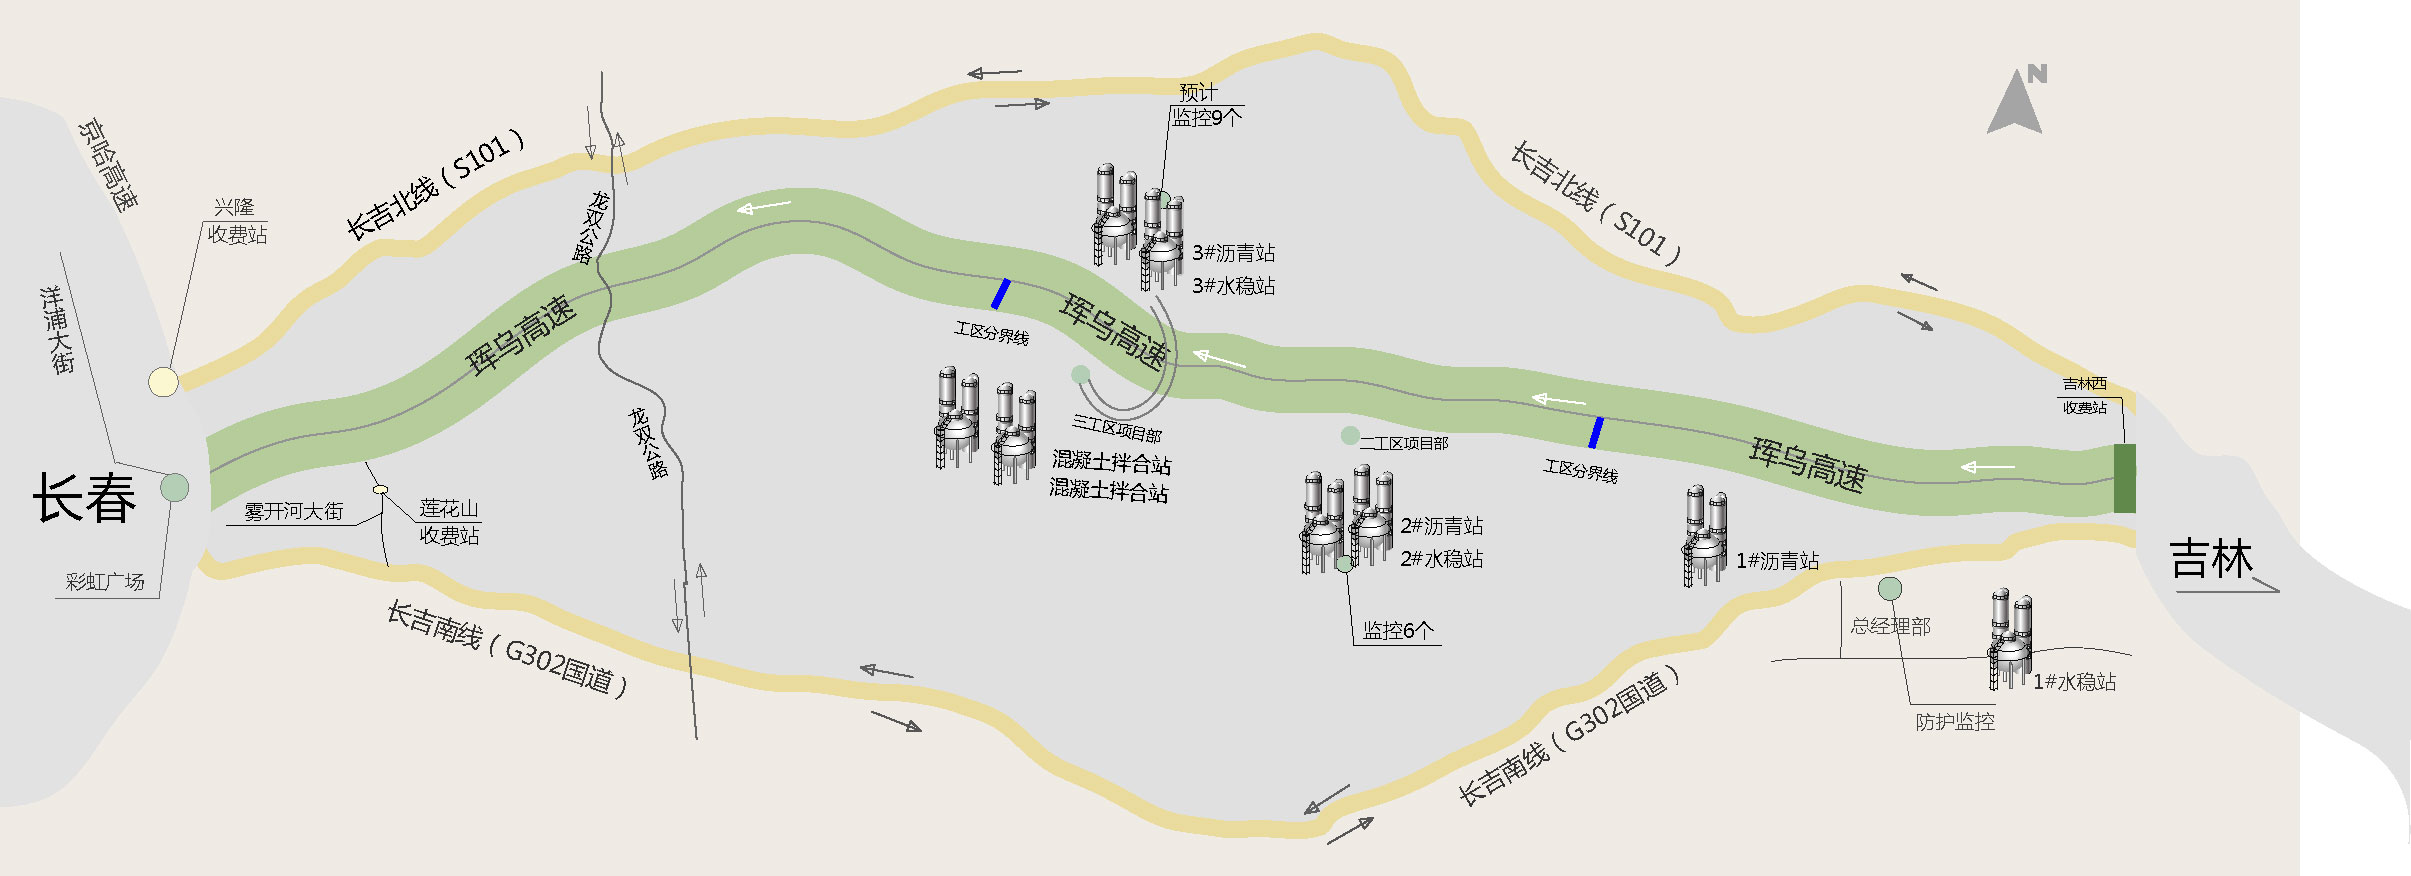 N
预计
监控9个
京哈高速
长吉北线（S101）
长吉北线（S101）
兴隆
收费站
龙双公路
3#沥青站
3#水稳站
洋浦大街
珲乌高速
工区分界线
珲乌高速
吉林西
收费站
三工区项目部
二工区项目部
龙双公路
混凝土拌合站
混凝土拌合站
工区分界线
珲乌高速
长春
雾开河大街
莲花山
收费站
2#沥青站
2#水稳站
1#沥青站
吉林
彩虹广场
长吉南线（G302国道）
监控6个
总经理部
1#水稳站
防护监控
长吉南线（G302国道）